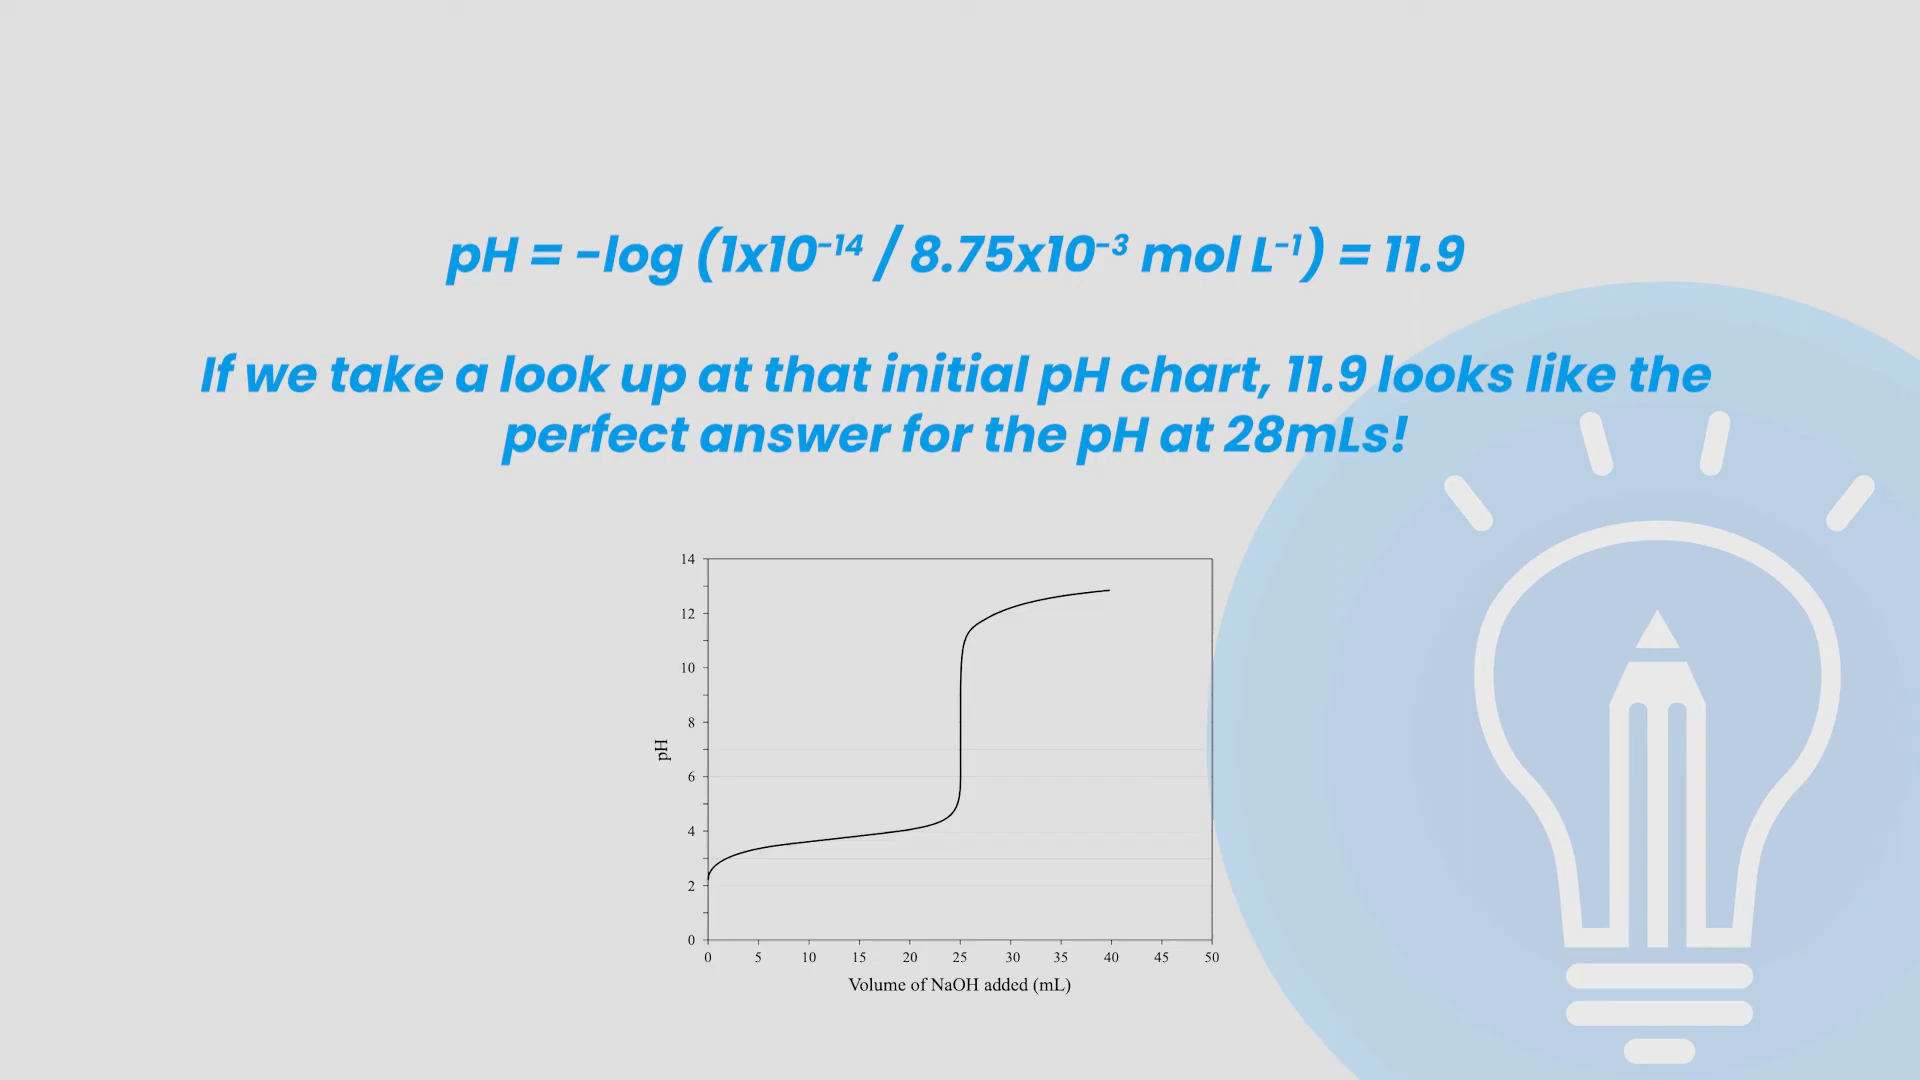 pH = -log (1x10⁻¹⁴ / 8.75x10⁻³ mol L⁻¹) = 11.9
If we take a look up at that initial pH chart, 11.9 looks like the
perfect answer for the pH at 28mLs!
14
12
10
8
pH
6
4
2
0
0 5 10 15 20 25 30 35 40 45 50
Volume of NaOH added (mL)